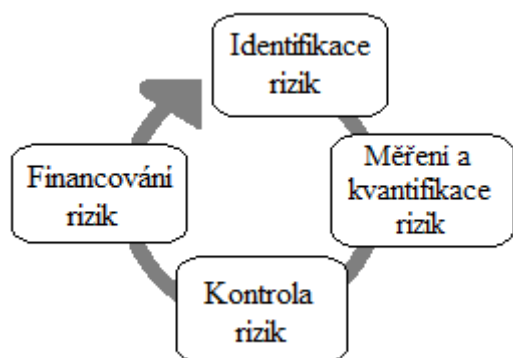 Identifikace
rizik
Měření a
kvantifikace
rizik
Kontrola
rizik
Financování
rizik